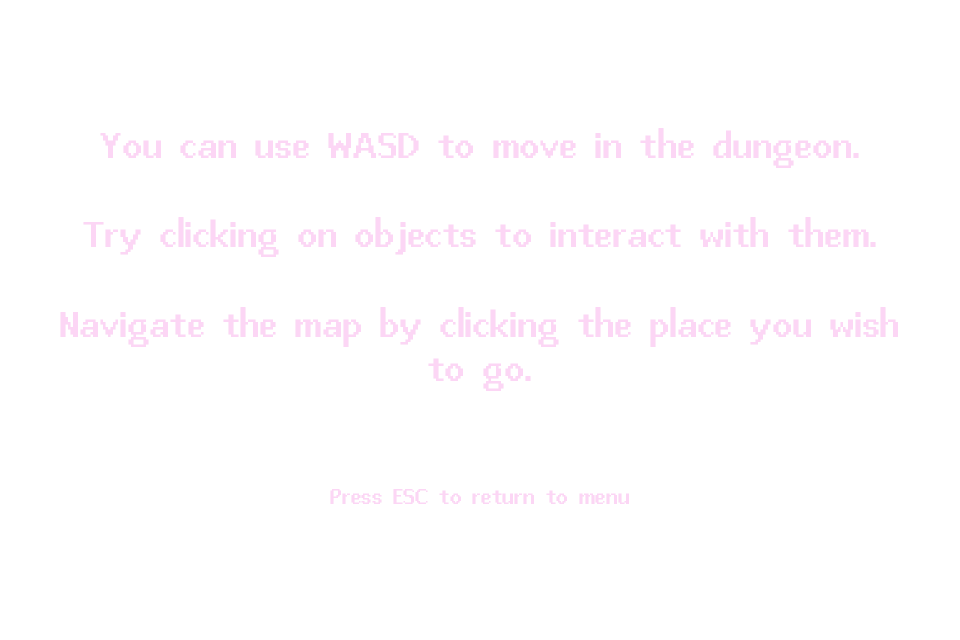 You can use WASD to move in the dungeon.
Try clicking on objects to interact with them.
Navigate the map by clicking the place you wish
to go.
Press ESC to return to menu